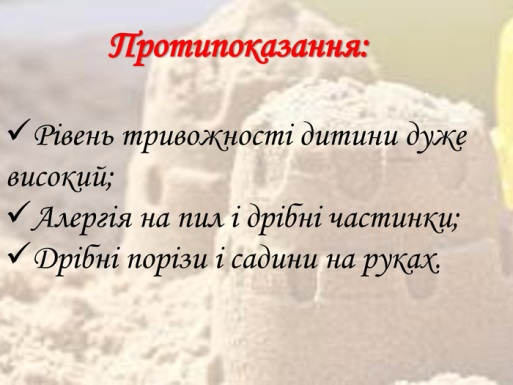 Протипоказання:
✓Рівень тривожності дитини дуже
високий;
✓Алергія на пил і дрібні частинки;
✓Дрібні порізи і садини на руках.